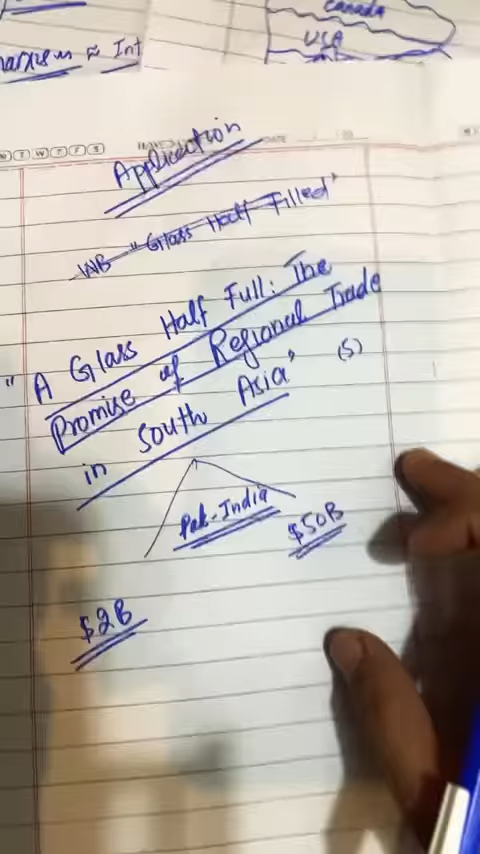 Canada
USA
≈ Int
T W T F S
DATE
Application
WB "Glass Half Filled"
" A Glass Half Full: The
Promise of Regional Trade
in South Asia" (S)
Pak-India
$50B
$2B